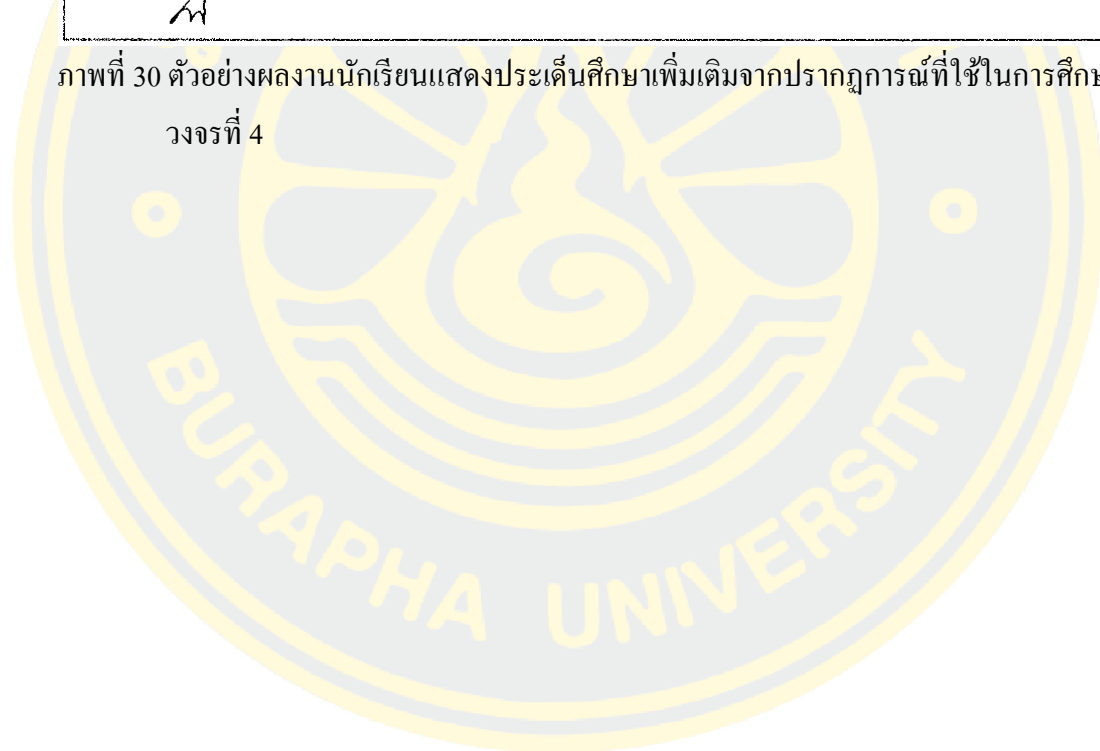 ภาพที่ 30 ตัวอย่างผลงานนักเรียนแสดงประเด็นศึกษาเพิ่มเติมจากปรากฏการณ์ที่ใช้ในการศึกษ
วงจรที่ 4
BURAPHA UNIVERSITY